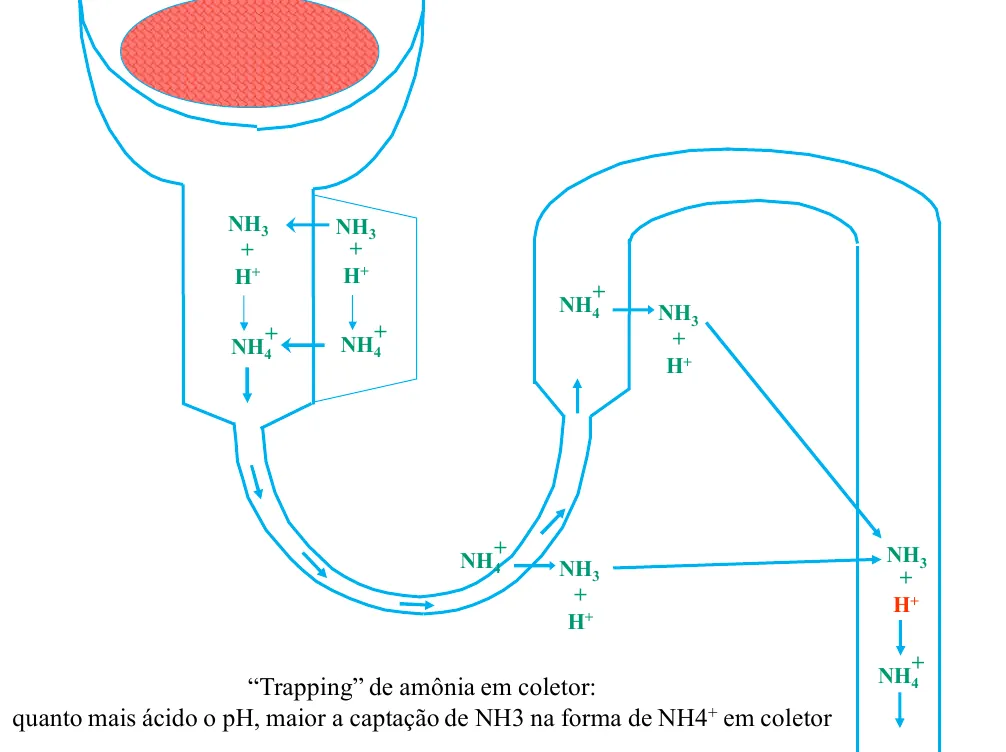 NH₃ NH₃
+ +
H⁺ H⁺
NH₄⁺ NH₄⁺
NH₄⁺ NH₃
+
H⁺
NH₄⁺ NH₃
+
H⁺
NH₃
+
H⁺
NH₄⁺
“Trapping” de amônia em coletor:
quanto mais ácido o pH, maior a captação de NH3 na forma de NH4⁺ em coletor